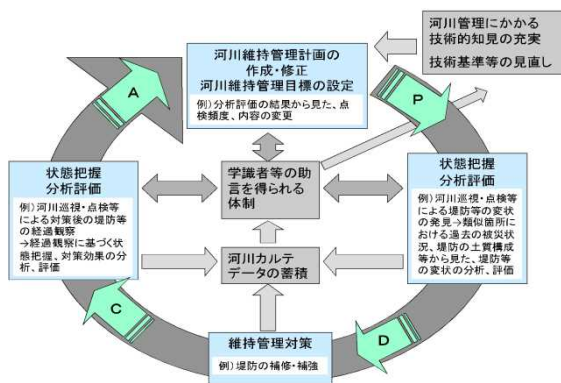 河川維持管理計画の
作成・修正
河川維持管理目標の設定
例)分析評価の結果から見た、点
検頻度、内容の変更
河川管理にかかる
技術的知見の充実
技術基準等の見直し
A
P
状態把握
分析評価
例)河川巡視・点検等
による対策後の堤防等
の経過観察
→経過観察に基づく状
態把握、対策効果の分
析、評価
学識者等の助
言を得られる
体制
状態把握
分析評価
例)河川巡視・点検等
による堤防等の変状
の発見→類似箇所に
おける過去の被災状
況、堤防の土質構成
等から見た、堤防等
の変状の分析、評価
河川カルテ
データの蓄積
C
D
維持管理対策
例)堤防の補修・補強